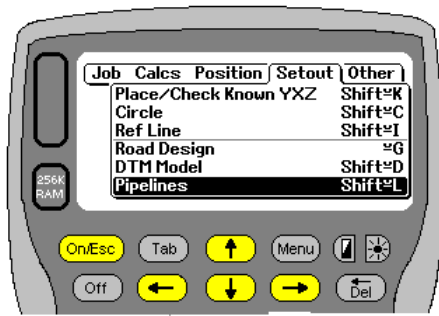 Job Calcs Position Setout Other
Place/Check Known YXZ Shift⌣K
Circle Shift⌣C
Ref Line Shift⌣I
Road Design ⌣G
DTM Model Shift⌣D
Pipelines Shift⌣L
256K
RAM
On/Esc Tab ↑ Menu
Off ← ↓ → Del